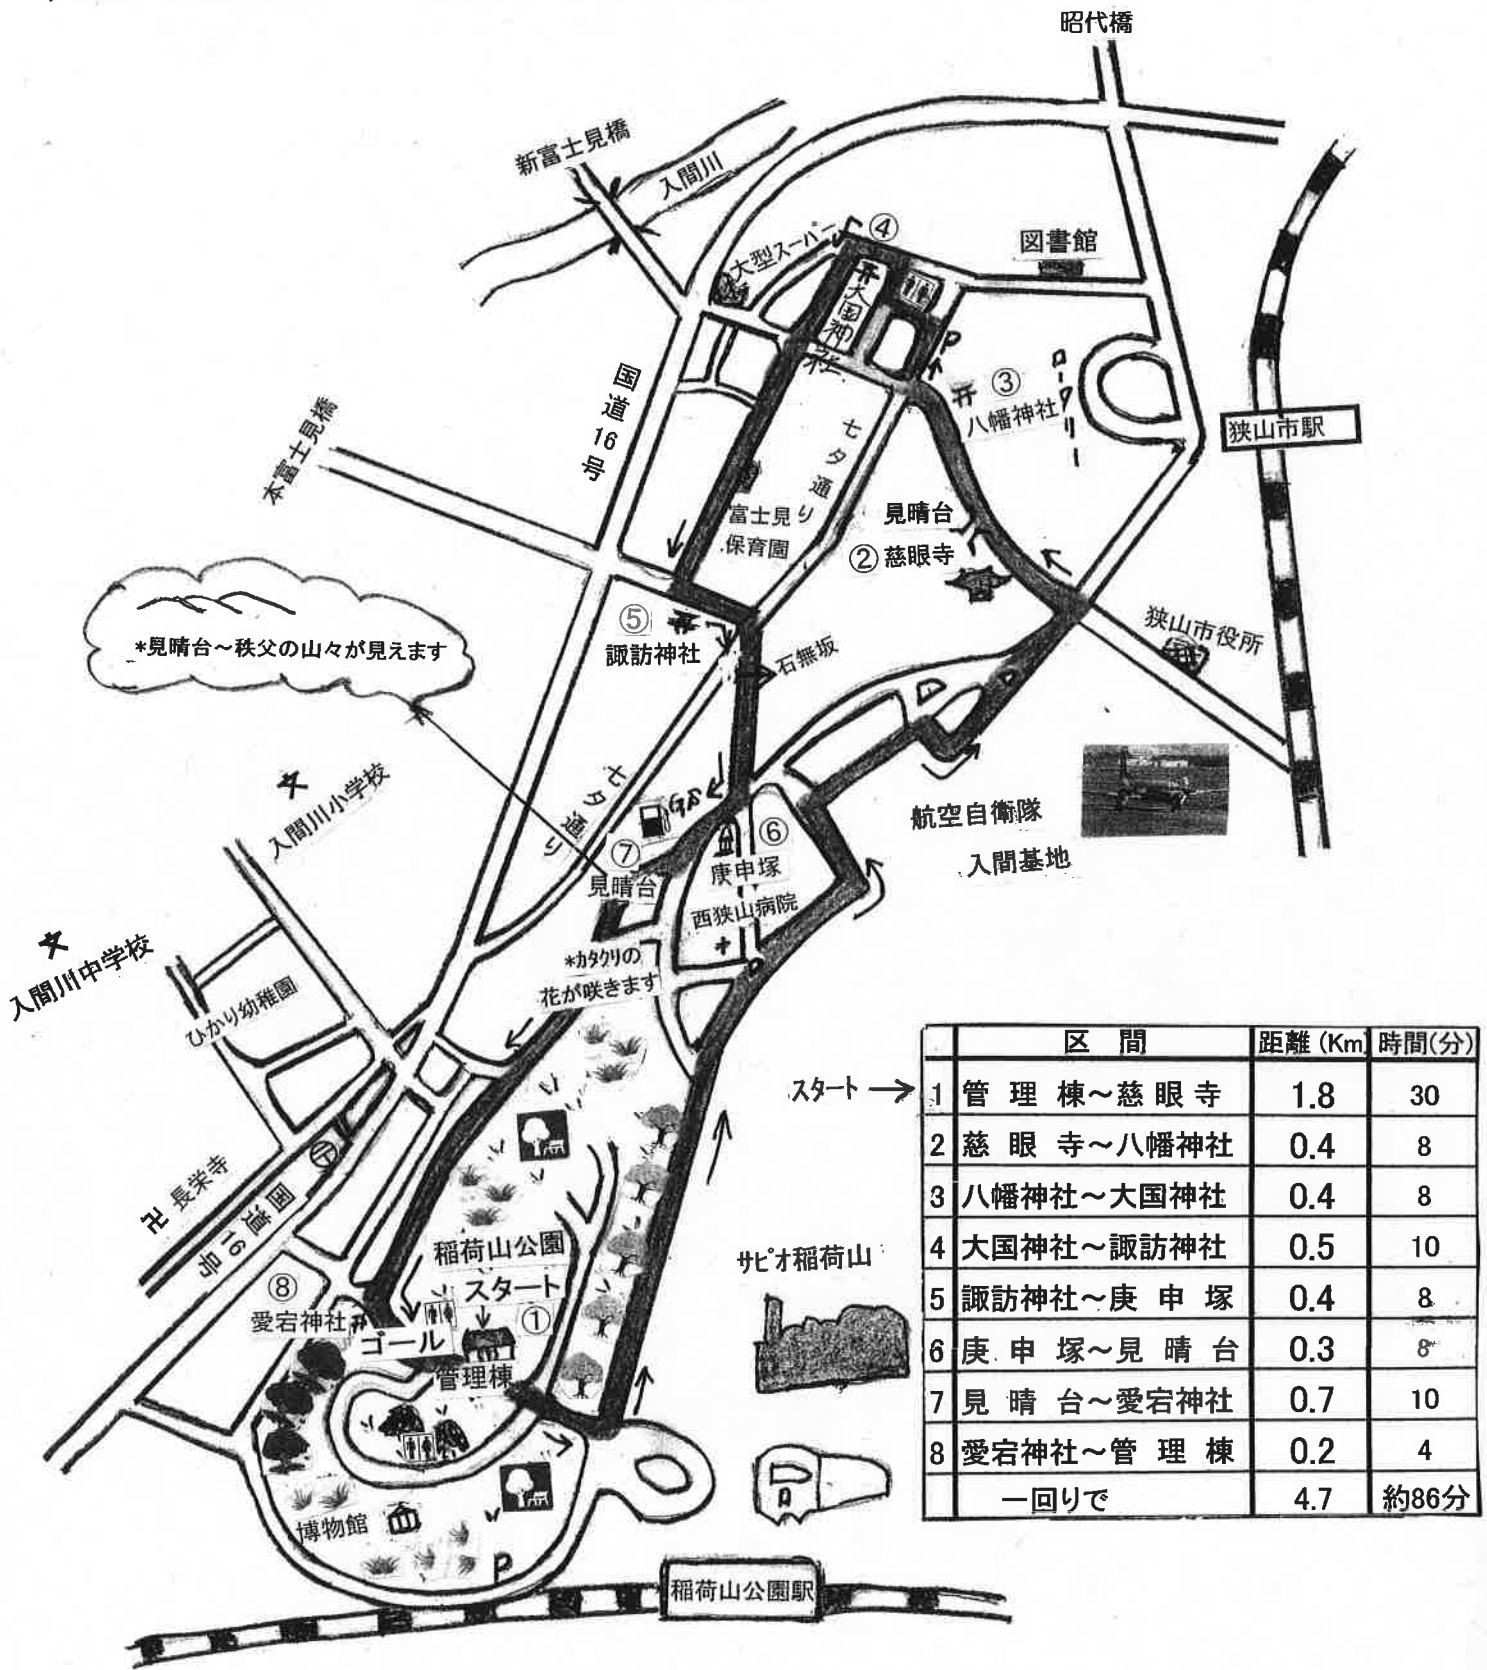 昭代橋
新富士見橋
入間川
大型スーパー
④
図書館
大国神社
P
国道16号
ロータリー
③
八幡神社
狭山市駅
本富士見橋
七夕通り
富士見
保育園
見晴台
② 慈眼寺
*見晴台～秩父の山々が見えます
⑤
諏訪神社
石無坂
狭山市役所
入間川小学校
七夕通り
GS
⑥
庚申塚
⑦
見晴台
航空自衛隊
入間基地
西狭山病院
入間川中学校
ひかり幼稚園
*カタクリの
花が咲きます
卍 長栄寺
国道16号
稲荷山公園
スタート
①
⑧
愛宕神社
ゴール
管理棟
サピオ稲荷山
博物館
P
稲荷山公園駅
区間 距離(Km) 時間(分)
スタート→ 1 管理棟～慈眼寺 1.8 30
2 慈眼寺～八幡神社 0.4 8
3 八幡神社～大国神社 0.4 8
4 大国神社～諏訪神社 0.5 10
5 諏訪神社～庚申塚 0.4 8
6 庚申塚～見晴台 0.3 8
7 見晴台～愛宕神社 0.7 10
8 愛宕神社～管理棟 0.2 4
一回りで 4.7 約86分